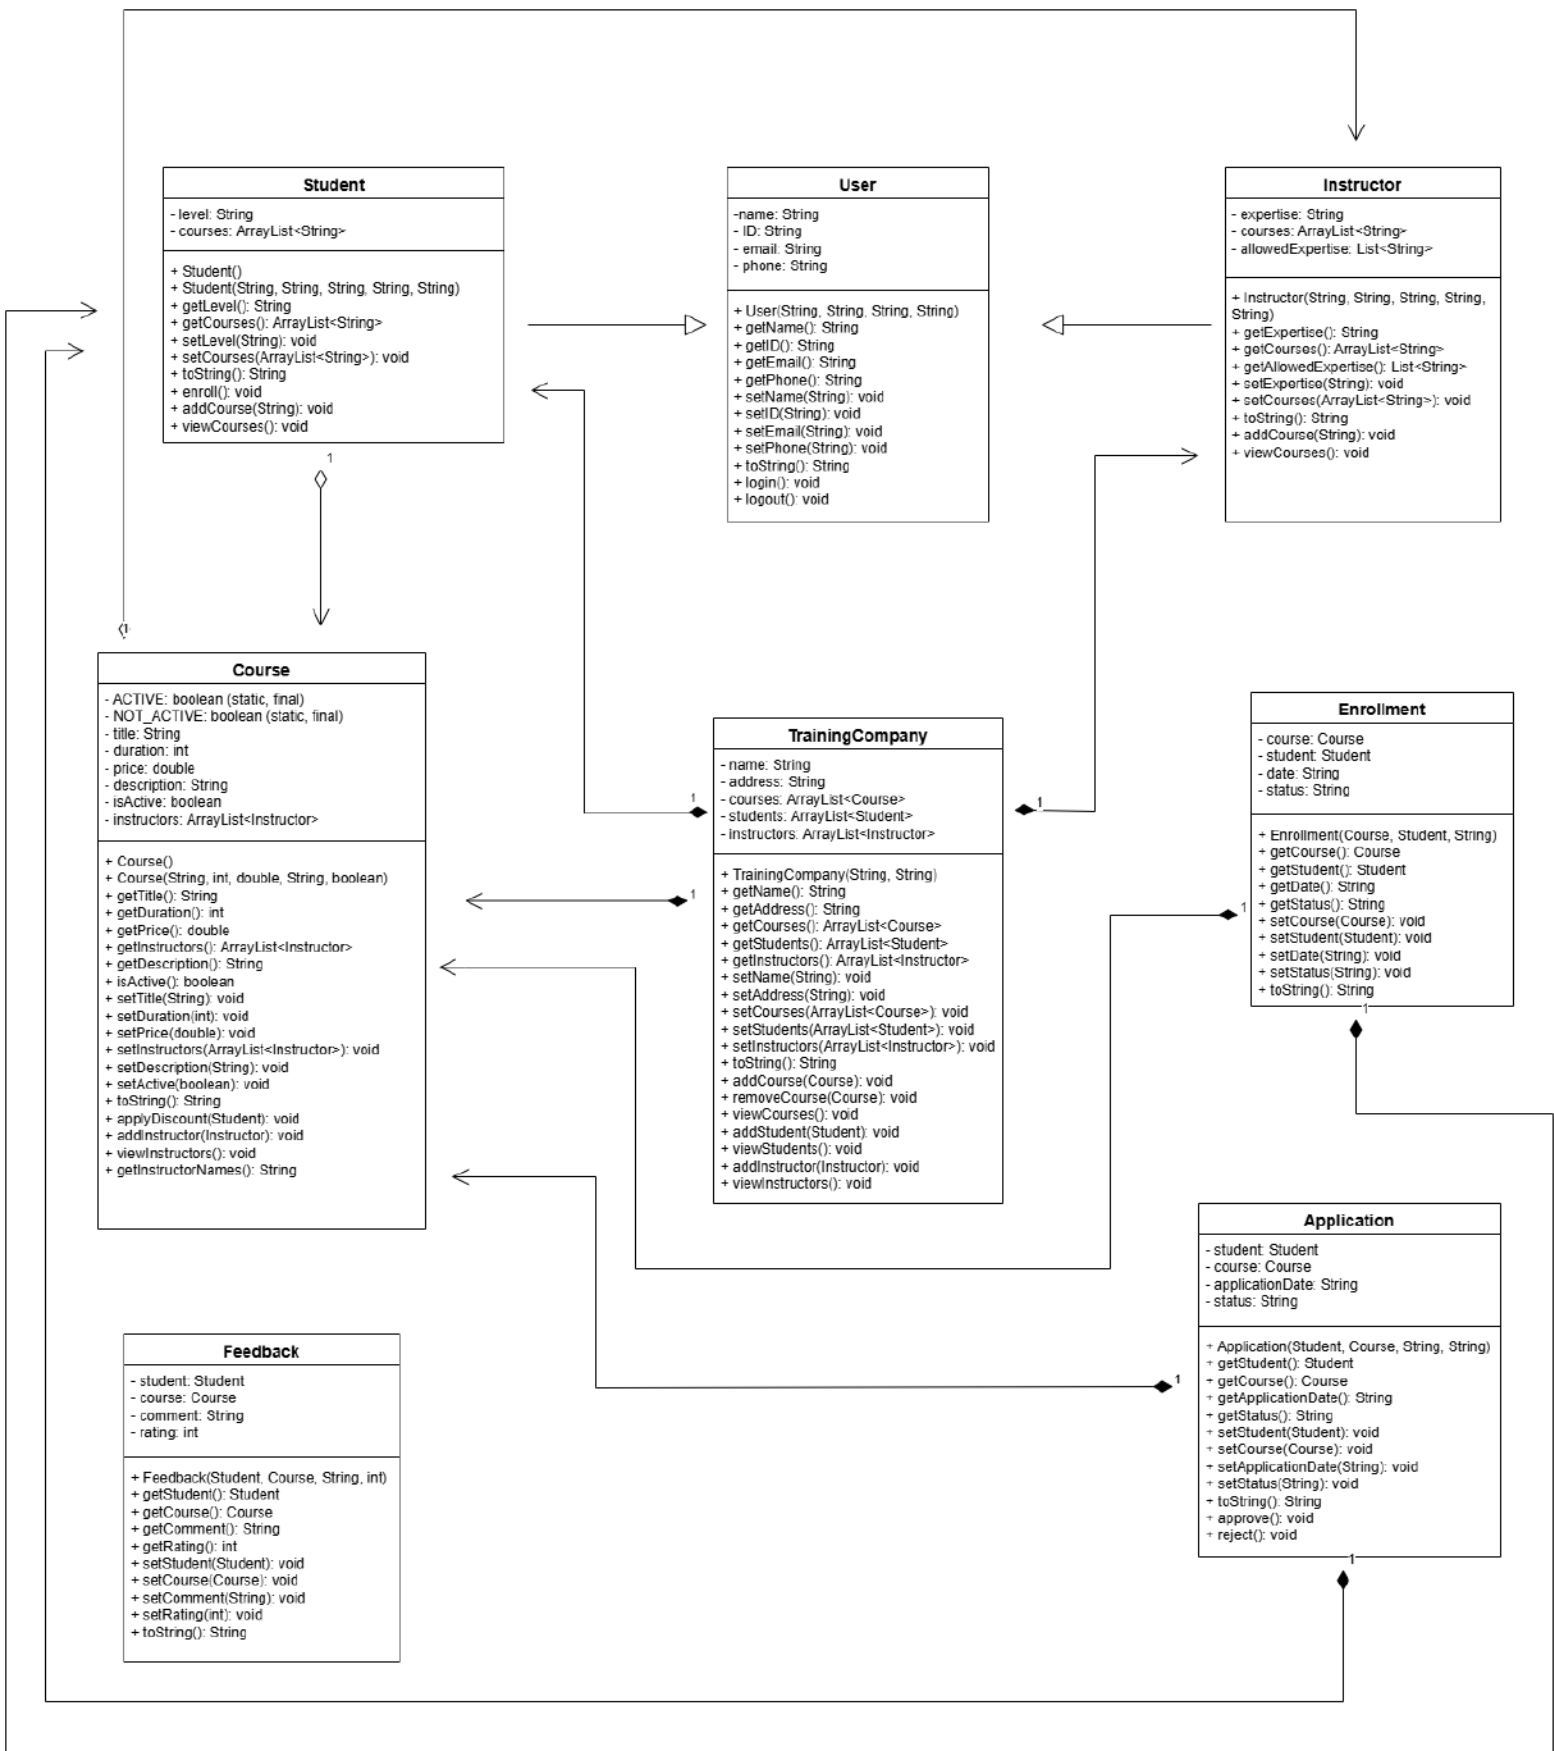 Student
- level: String
- courses: ArrayList<String>
+ Student()
+ Student(String, String, String, String, String)
+ getLevel(): String
+ getCourses(): ArrayList<String>
+ setLevel(String): void
+ setCourses(ArrayList<String>): void
+ toString(): String
+ enroll(): void
+ addCourse(String): void
+ viewCourses(): void
1
User
-name: String
- ID: String
- email: String
- phone: String
+ User(String, String, String, String)
+ getName(): String
+ getID(): String
+ getEmail(): String
+ getPhone(): String
+ setName(String): void
+ setID(String): void
+ setEmail(String): void
+ setPhone(String): void
+ toString(): String
+ login(): void
+ logout(): void
Instructor
- expertise: String
- courses: ArrayList<String>
- allowedExpertise: List<String>
+ Instructor(String, String, String, String,
String)
+ getExpertise(): String
+ getCourses(): ArrayList<String>
+ getAllowedExpertise(): List<String>
+ setExpertise(String): void
+ setCourses(ArrayList<String>): void
+ toString(): String
+ addCourse(String): void
+ viewCourses(): void
1
Course
- ACTIVE: boolean (static, final)
- NOT_ACTIVE: boolean (static, final)
- title: String
- duration: int
- price: double
- description: String
- isActive: boolean
- instructors: ArrayList<Instructor>
+ Course()
+ Course(String, int, double, String, boolean)
+ getTitle(): String
+ getDuration(): int
+ getPrice(): double
+ getInstructors(): ArrayList<Instructor>
+ getDescription(): String
+ isActive(): boolean
+ setTitle(String): void
+ setDuration(int): void
+ setPrice(double): void
+ setInstructors(ArrayList<Instructor>): void
+ setDescription(String): void
+ setActive(boolean): void
+ toString(): String
+ applyDiscount(Student): void
+ addInstructor(Instructor): void
+ viewInstructors(): void
+ getInstructorNames(): String
1
1
1
TrainingCompany
- name: String
- address: String
- courses: ArrayList<Course>
- students: ArrayList<Student>
- instructors: ArrayList<Instructor>
+ TrainingCompany(String, String)
+ getName(): String
+ getAddress(): String
+ getCourses(): ArrayList<Course>
+ getStudents(): ArrayList<Student>
+ getInstructors(): ArrayList<Instructor>
+ setName(String): void
+ setAddress(String): void
+ setCourses(ArrayList<Course>): void
+ setStudents(ArrayList<Student>): void
+ setInstructors(ArrayList<Instructor>): void
+ toString(): String
+ addCourse(Course): void
+ removeCourse(Course): void
+ viewCourses(): void
+ addStudent(Student): void
+ viewStudents(): void
+ addInstructor(Instructor): void
+ viewInstructors(): void
Enrollment
- course: Course
- student: Student
- date: String
- status: String
+ Enrollment(Course, Student, String)
+ getCourse(): Course
+ getStudent(): Student
+ getDate(): String
+ getStatus(): String
+ setCourse(Course): void
+ setStudent(Student): void
+ setDate(String): void
+ setStatus(String): void
+ toString(): String
1
1
Application
- student: Student
- course: Course
- applicationDate: String
- status: String
+ Application(Student, Course, String, String)
+ getStudent(): Student
+ getCourse(): Course
+ getApplicationDate(): String
+ getStatus(): String
+ setStudent(Student): void
+ setCourse(Course): void
+ setApplicationDate(String): void
+ setStatus(String): void
+ toString(): String
+ approve(): void
+ reject(): void
1
1
Feedback
- student: Student
- course: Course
- comment: String
- rating: int
+ Feedback(Student, Course, String, int)
+ getStudent(): Student
+ getCourse(): Course
+ getComment(): String
+ getRating(): int
+ setStudent(Student): void
+ setCourse(Course): void
+ setComment(String): void
+ setRating(int): void
+ toString(): String